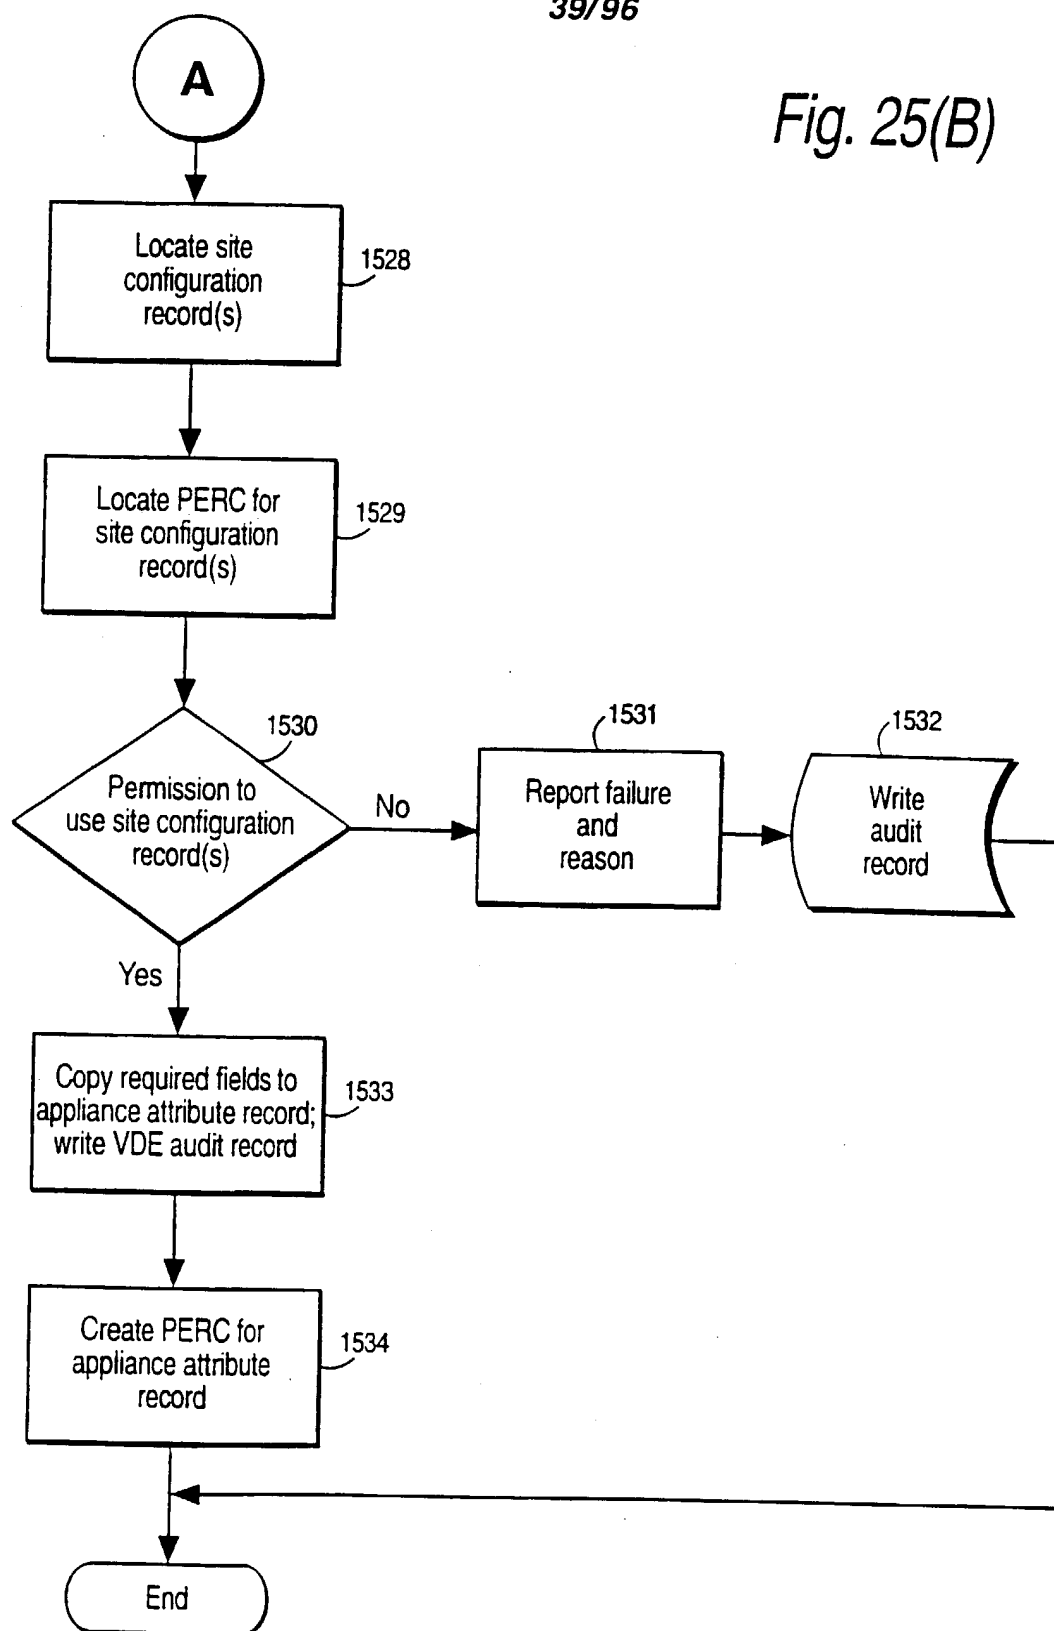 39/96
A
Fig. 25(B)
Locate site
configuration
record(s)
1528
Locate PERC for
site configuration
record(s)
1529
1530
Permission to
use site configuration
record(s)
No
1531
Report failure
and
reason
1532
Write
audit
record
Yes
Copy required fields to
appliance attribute record;
write VDE audit record
1533
Create PERC for
appliance attribute
record
1534
End